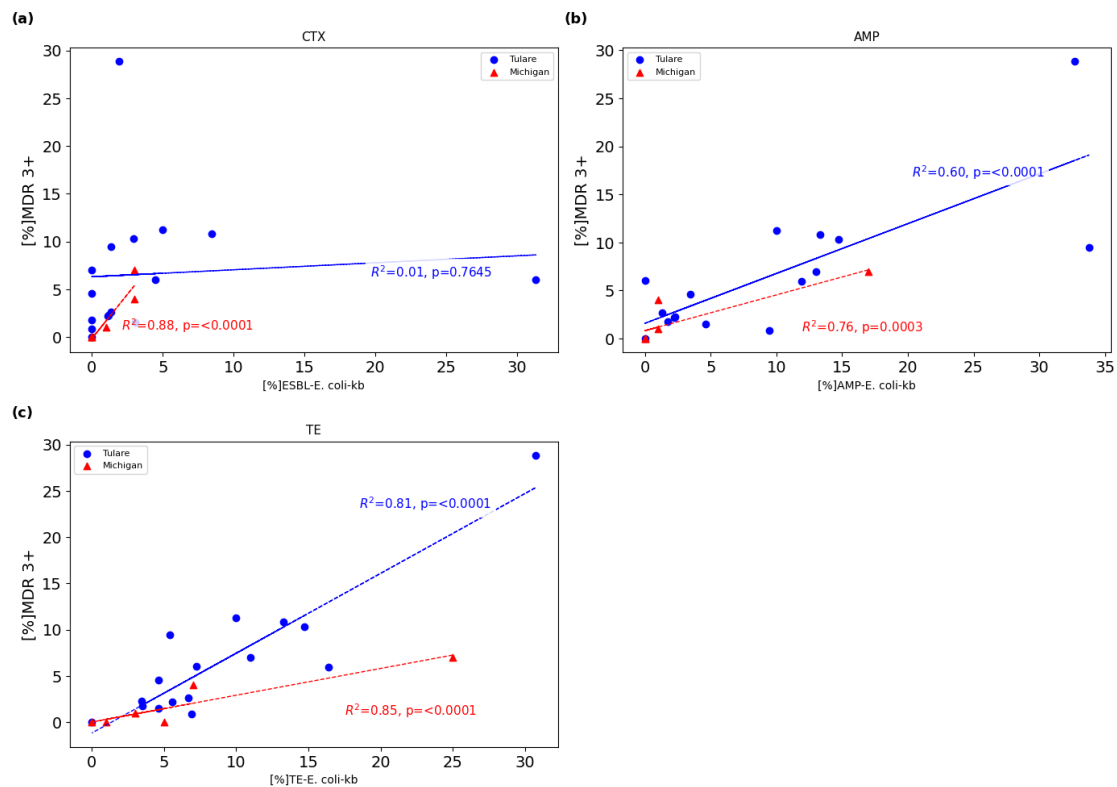 (a)
CTX
Tulare
Michigan
[%]MDR 3+
30
25
20
15
10
5
0
R²=0.01, p=0.7645
R²=0.88, p=<0.0001
0 5 10 15 20 25 30
[%]ESBL-E. coli-kb
(b)
AMP
Tulare
Michigan
[%]MDR 3+
30
25
20
15
10
5
0
R²=0.60, p=<0.0001
R²=0.76, p=0.0003
0 5 10 15 20 25 30 35
[%]AMP-E. coli-kb
(c)
TE
Tulare
Michigan
[%]MDR 3+
30
25
20
15
10
5
0
R²=0.81, p=<0.0001
R²=0.85, p=<0.0001
0 5 10 15 20 25 30
[%]TE-E. coli-kb